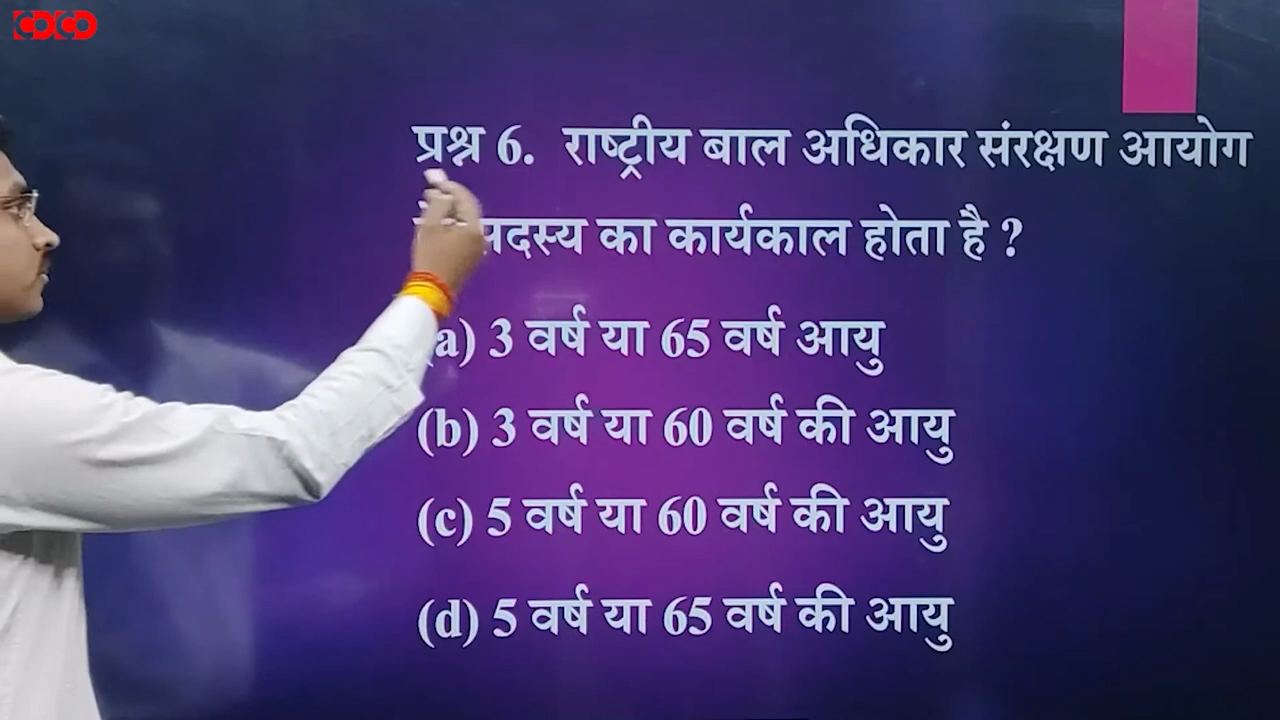 COCO
प्रश्न 6. राष्ट्रीय बाल अधिकार संरक्षण आयोग
सदस्य का कार्यकाल होता है ?
(a) 3 वर्ष या 65 वर्ष आयु
(b) 3 वर्ष या 60 वर्ष की आयु
(c) 5 वर्ष या 60 वर्ष की आयु
(d) 5 वर्ष या 65 वर्ष की आयु